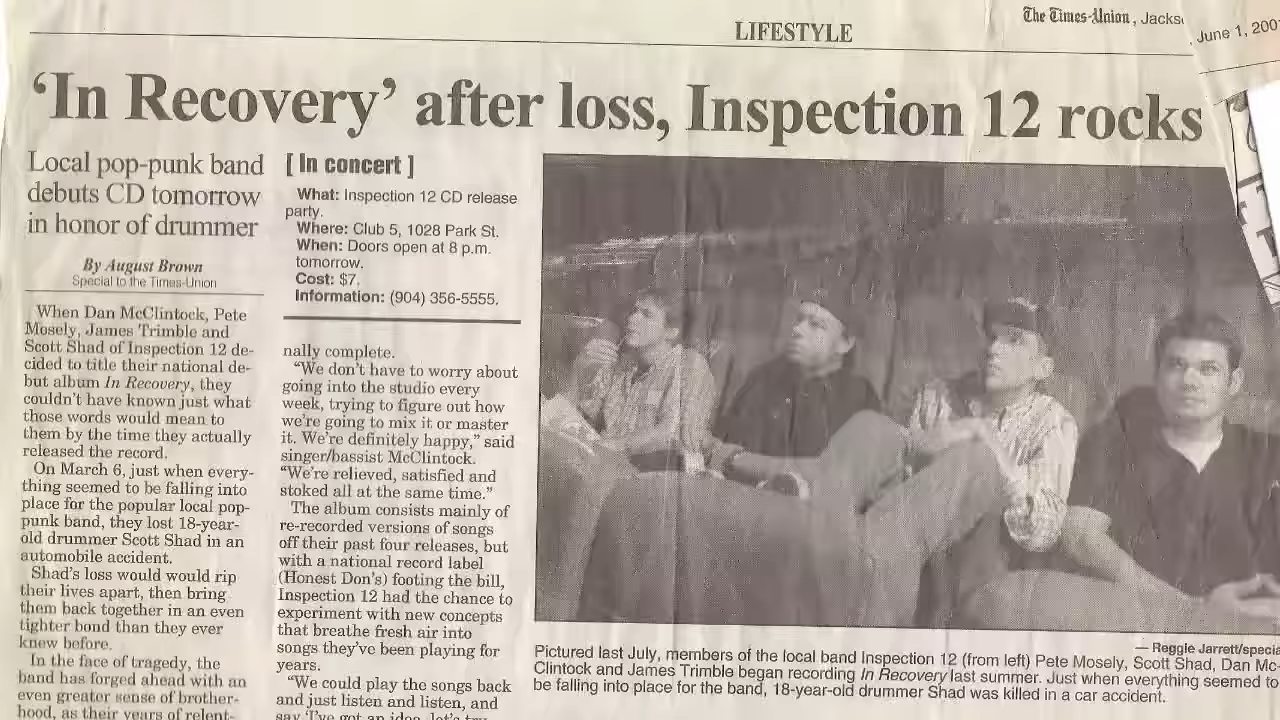 LIFESTYLE
The Times-Union, Jacks
June 1, 200
‘In Recovery’ after loss, Inspection 12 rocks
Local pop-punk band
debuts CD tomorrow
in honor of drummer
By August Brown
Special to the Times-Union
When Dan McClintock, Pete
Mosely, James Trimble and
Scott Shad of Inspection 12 de-
cided to title their national de-
but album In Recovery, they
couldn’t have known just what
those words would mean to
them by the time they actually
released the record.
On March 6, just when every-
thing seemed to be falling into
place for the popular local pop-
punk band, they lost 18-year-
old drummer Scott Shad in an
automobile accident.
Shad’s loss would would rip
their lives apart, then bring
them back together in an even
tighter bond than they ever
knew before.
In the face of tragedy, the
band has forged ahead with an
even greater sense of brother-
hood, as their years of relent-
[ In concert ]
What: Inspection 12 CD release
party.
Where: Club 5, 1028 Park St.
When: Doors open at 8 p.m.
tomorrow.
Cost: $7.
Information: (904) 356-5555.
nally complete.
“We don’t have to worry about
going into the studio every
week, trying to figure out how
we’re going to mix it or master
it. We’re definitely happy,” said
singer/bassist McClintock.
“We’re relieved, satisfied and
stoked all at the same time.”
The album consists mainly of
re-recorded versions of songs
off their past four releases, but
with a national record label
(Honest Don’s) footing the bill,
Inspection 12 had the chance to
experiment with new concepts
that breathe fresh air into
songs they’ve been playing for
years.
“We could play the songs back
and just listen and listen, and
say ‘I’ve got an idea, let’s try
— Reggie Jarrett/specia
Pictured last July, members of the local band Inspection 12 (from left) Pete Mosely, Scott Shad, Dan Mc-
Clintock and James Trimble began recording In Recovery last summer. Just when everything seemed to
be falling into place for the band, 18-year-old drummer Shad was killed in a car accident.